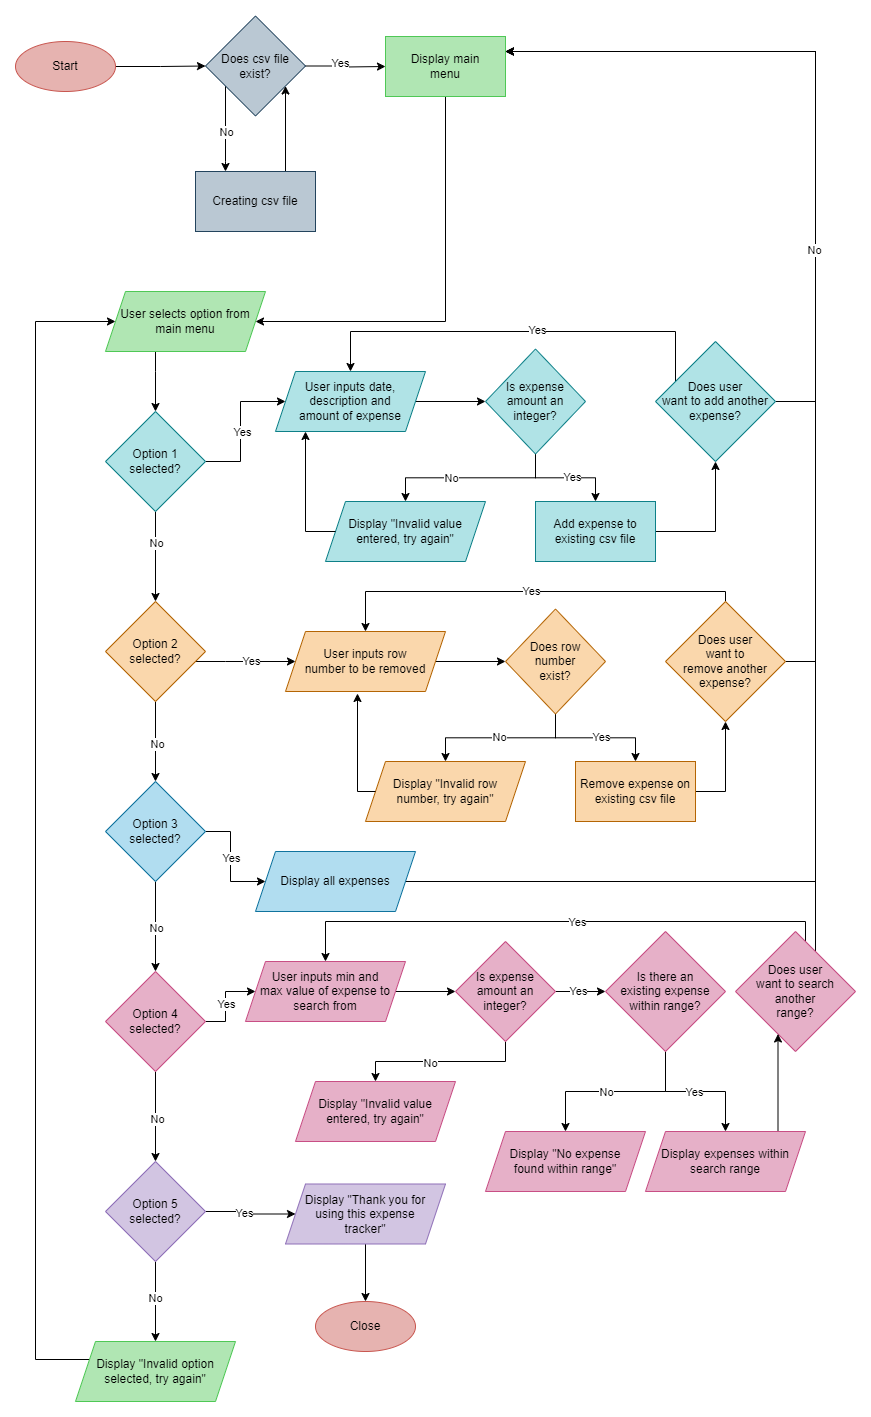 Start
Does csv file
exist?
Yes
Display main
menu
No
Creating csv file
No
User selects option from
main menu
Yes
Option 1
selected?
Yes
User inputs date,
description and
amount of expense
Is expense
amount an
integer?
Does user
want to add another
expense?
No
Yes
Display "Invalid value
entered, try again"
Add expense to
existing csv file
No
Yes
Option 2
selected?
Yes
User inputs row
number to be removed
Does row
number
exist?
Does user
want to
remove another
expense?
No
Yes
No
Display "Invalid row
number, try again"
Remove expense on
existing csv file
Option 3
selected?
Yes
Display all expenses
No
Yes
Option 4
selected?
Yes
User inputs min and
max value of expense to
search from
Is expense
amount an
integer?
Yes
Is there an
existing expense
within range?
Does user
want to search
another
range?
No
Display "Invalid value
entered, try again"
No
Yes
No
Display "No expense
found within range"
Display expenses within
search range
Option 5
selected?
Yes
Display "Thank you for
using this expense
tracker"
No
Close
Display "Invalid option
selected, try again"